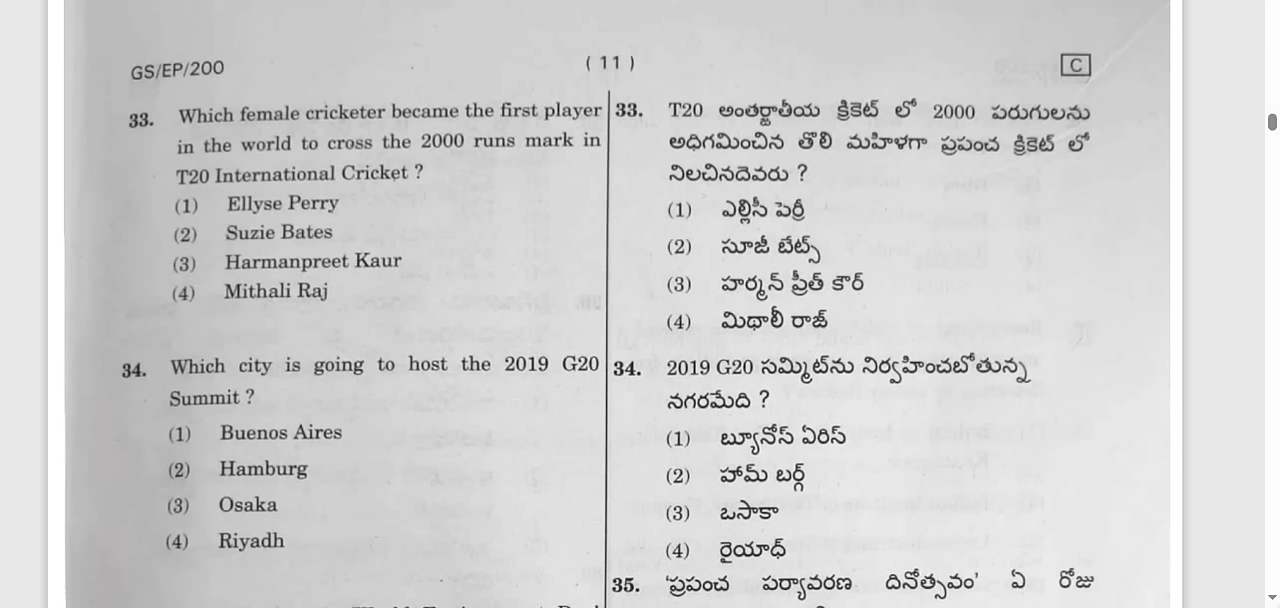 GS/EP/200
( 11 )
C
33. Which female cricketer became the first player
in the world to cross the 2000 runs mark in
T20 International Cricket ?
(1) Ellyse Perry
(2) Suzie Bates
(3) Harmanpreet Kaur
(4) Mithali Raj
34. Which city is going to host the 2019 G20
Summit ?
(1) Buenos Aires
(2) Hamburg
(3) Osaka
(4) Riyadh
33. T20 అంతర్జాతీయ క్రికెట్ లో 2000 పరుగులను
అధిగమించిన తొలి మహిళగా ప్రపంచ క్రికెట్ లో
నిలచినదెవరు ?
(1) ఎల్లిసీ పెర్రీ
(2) సూజీ బేట్స్
(3) హర్మన్ ప్రీత్ కౌర్
(4) మిథాలీ రాజ్
34. 2019 G20 సమ్మిట్‌ను నిర్వహించబోతున్న
నగరమేది ?
(1) బ్యూనోస్ ఏరిస్
(2) హామ్ బర్గ్
(3) ఒసాకా
(4) రైయాధ్
35. 'ప్రపంచ పర్యావరణ దినోత్సవం' ఏ రోజు